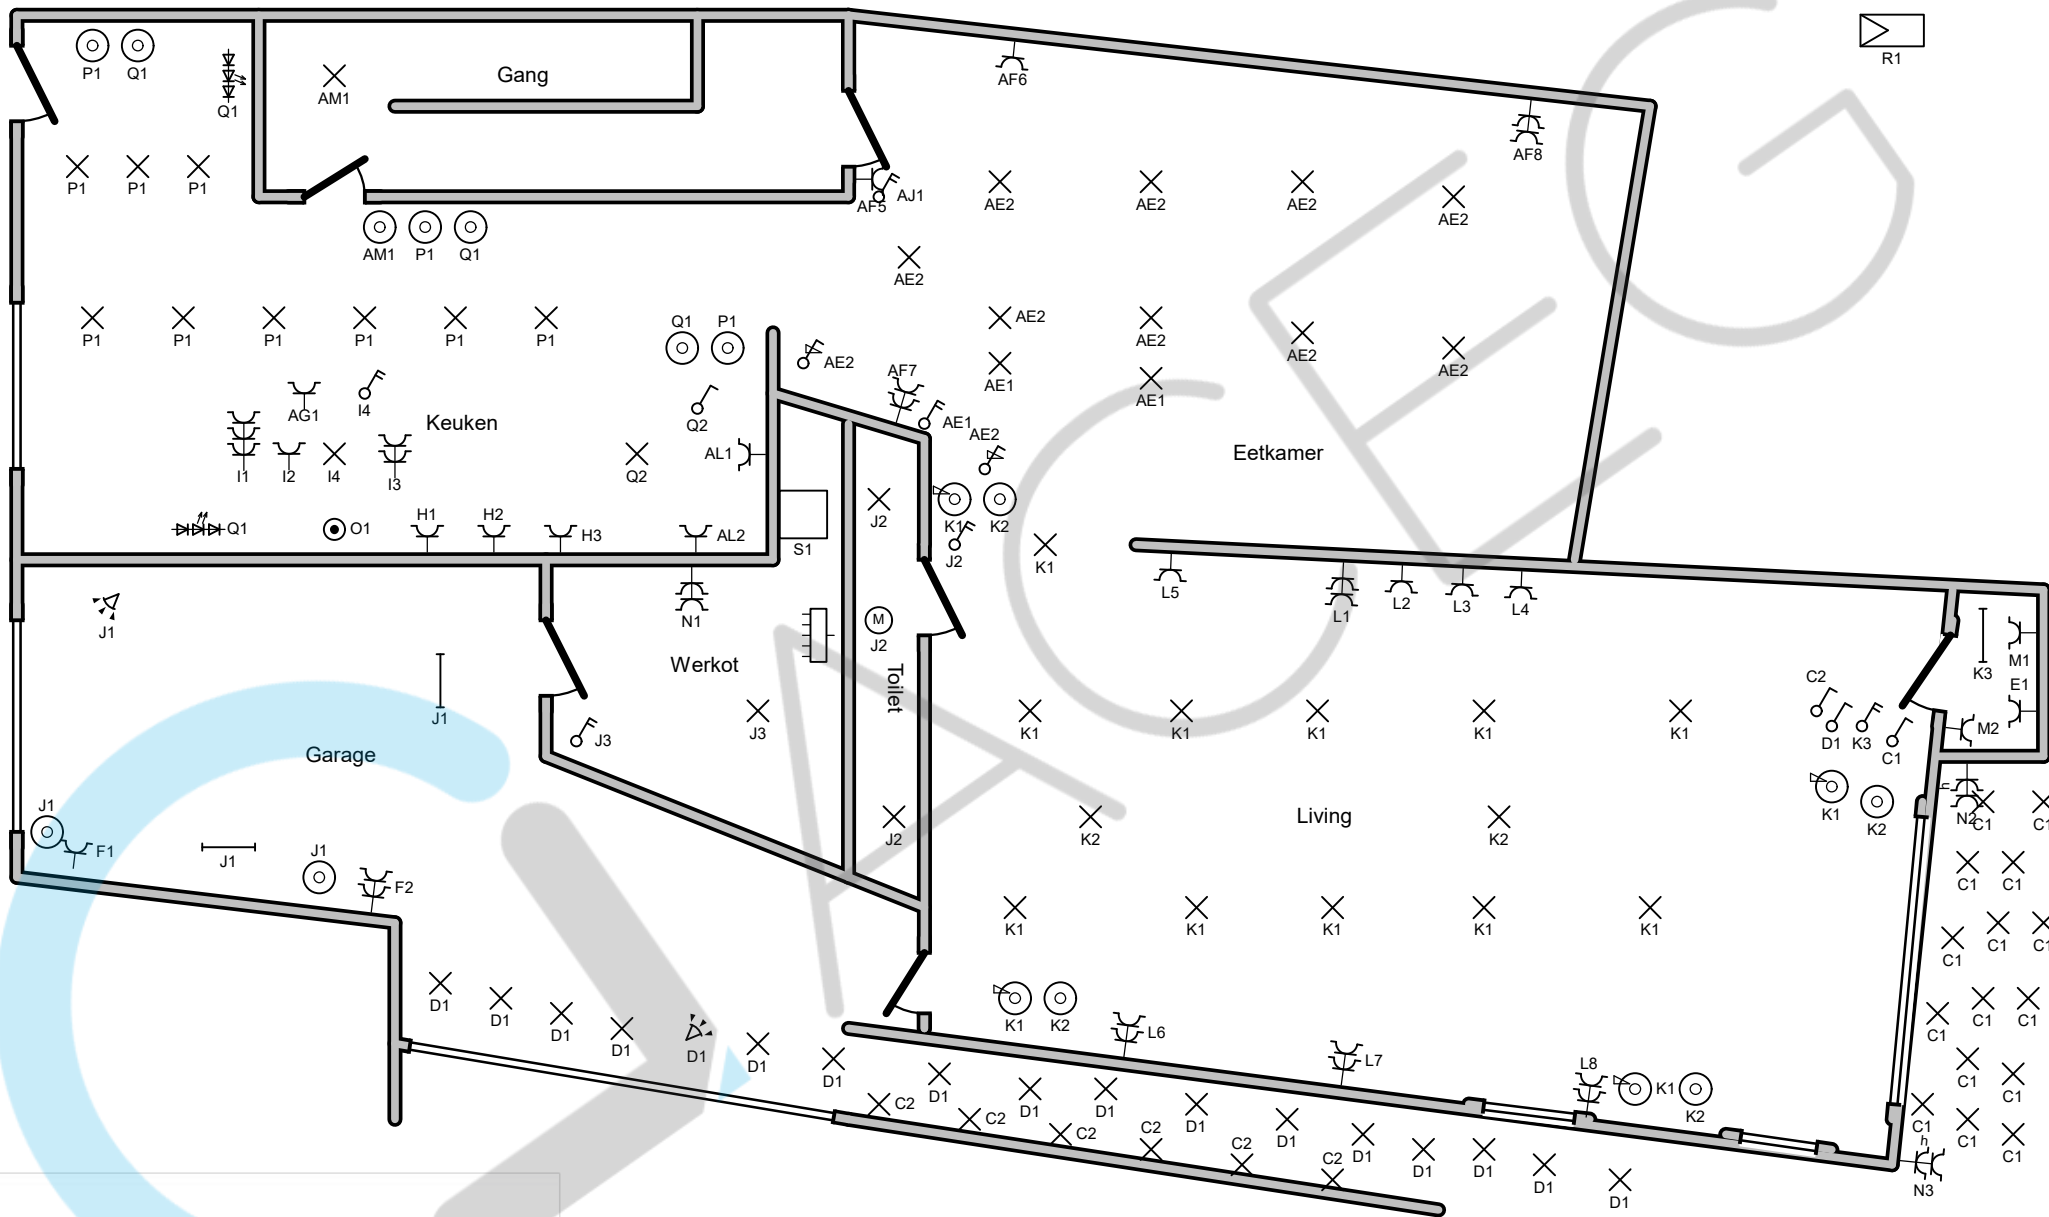 R1
P1 Q1
Q1
AM1
Gang
AF6
AF8
P1 P1 P1
AJ1
AF5
AE2 AE2 AE2 AE2
AM1 P1 Q1
AE2
P1 P1 P1 P1 P1 P1
Q1 P1
AE2
AE2
AE2 AE2 AE2
AE1 AE1
AF7
AE1
AE2
AG1
I4
Keuken
Q2
AL1
Eetkamer
I1 I2 I4 I3
Q2
Q1
O1
H1 H2 H3
AL2
S1
J2
K1 K2
J2
K1
L5
L1
L2
L3
L4
J1
N1
J2
Werkot
Toilet
J1
Garage
J3
J3
K1 K1 K1 K1 K1
C2
D1
K3
C1
K3
M1
E1
M2
K1 K2
h
N2
J1
F1
J1
J1
F2
J2
K2
Living
K2
C1 C1
C1 C1
C1 C1 C1
C1 C1 C1
C1 C1
C1 C1 C1
K1 K1 K1 K1 K1
K1 K2
L6
L7
L8
K1
K2
D1 D1 D1 D1 D1 D1 D1
D1 D1 D1 D1 D1 D1 D1 D1 D1 D1
C2 C2 C2 C2 C2 C2
h
N3
M
CACEG